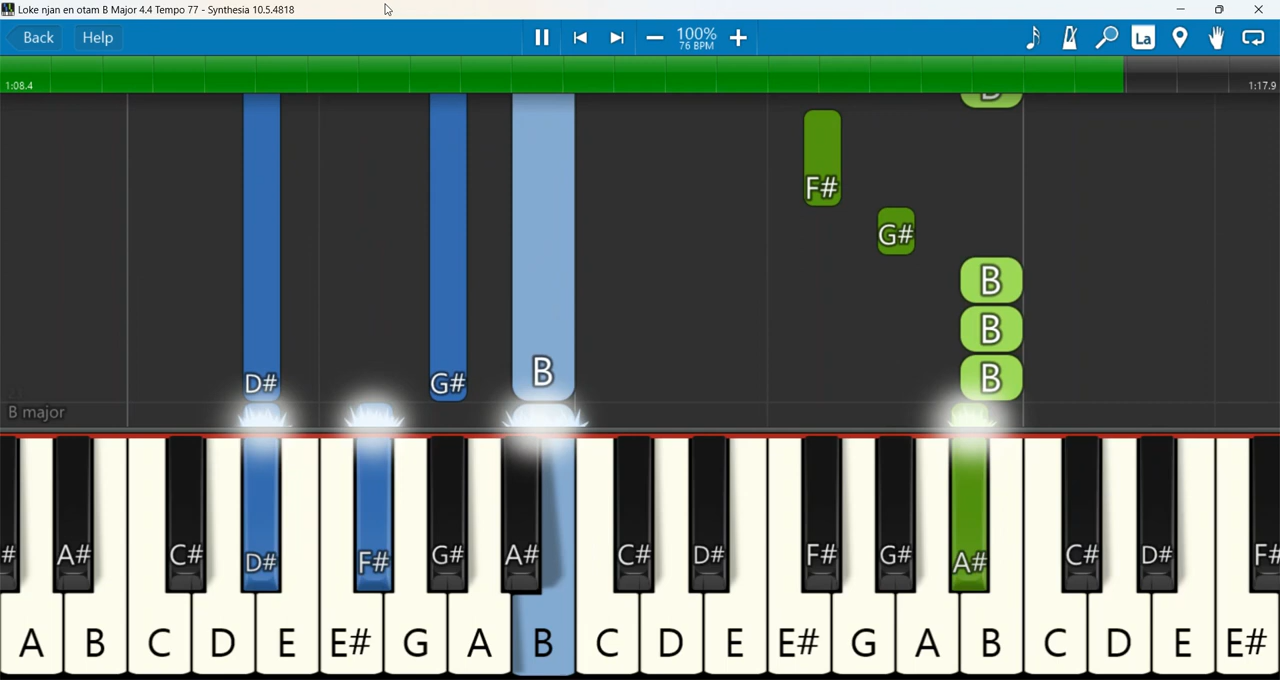 Loke njan en otam B Major 4.4 Tempo 77 - Synthesia 10.5.4818
Back Help 100% La
76 BPM
1:08.4 1:17.9
F#
G#
B
B
D# G# B B
B major
# A# C# D# F# G# A# C# D# F# G# A# C# D# F#
A B C D E E# G A B C D E E# G A B C D E E#